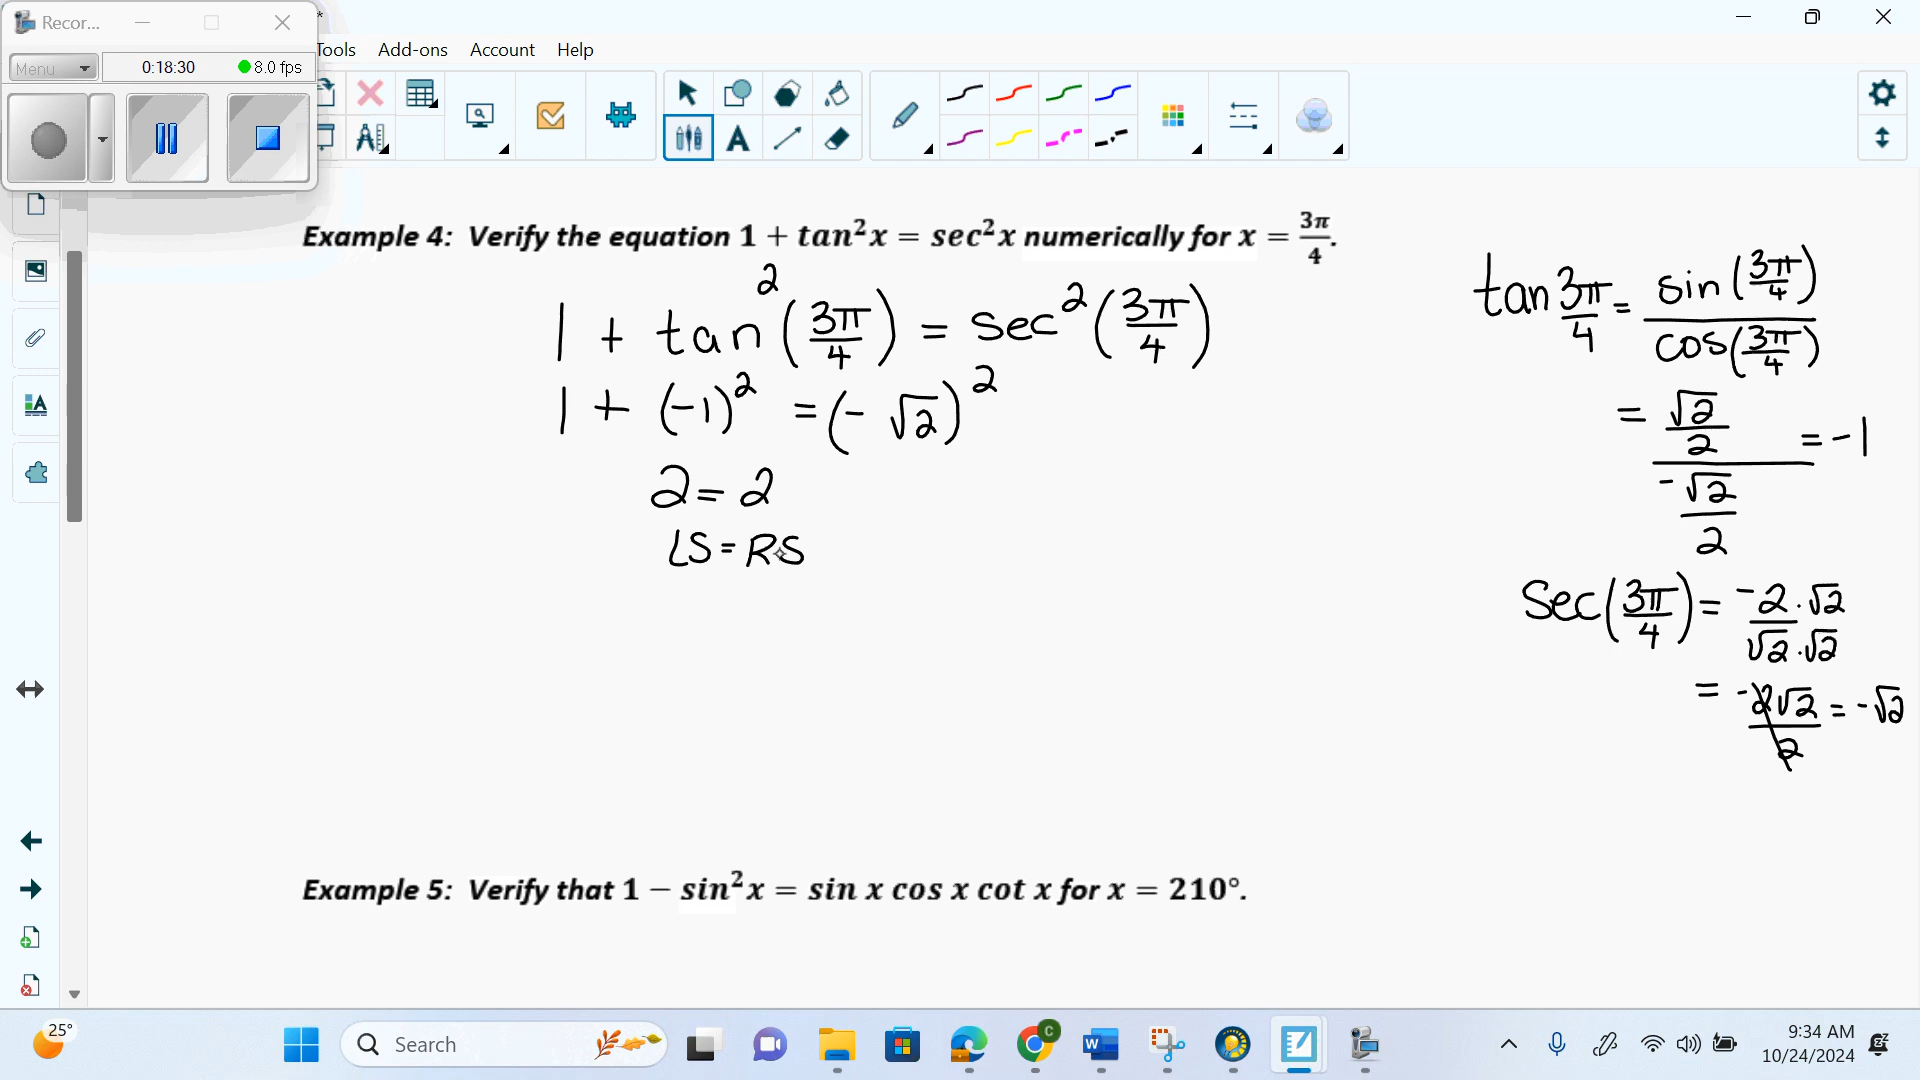 Recor...
*
Menu
0:18:30
8.0 fps
Tools Add-ons Account Help
Example 4: Verify the equation 1 + tan²x = sec²x numerically for x = 3π/4.
1 + tan²(3π/4) = sec²(3π/4)
1 + (-1)² = (-√2)²
2 = 2
LS = RS
tan 3π/4 = sin(3π/4)/cos(3π/4)
= (√2/2)/(-√2/2) = -1
Sec(3π/4) = -2·√2/√2·√2
= -2√2/2 = -√2
Example 5: Verify that 1 − sin²x = sin x cos x cot x for x = 210°.
25°
Search
C
W
9:34 AM
10/24/2024